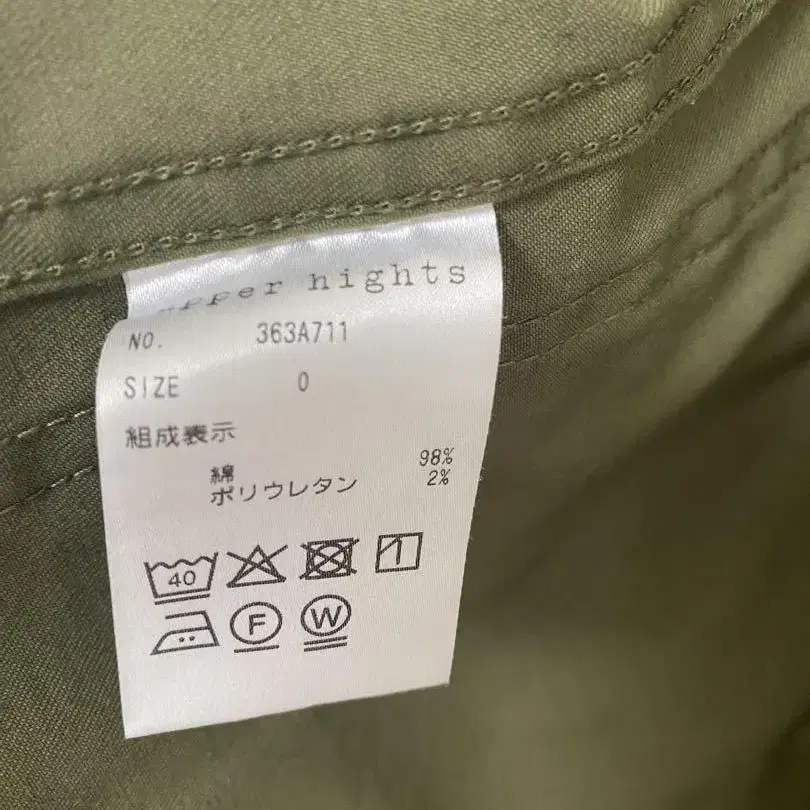 upper hights
NO. 363A711
SIZE 0
組成表示
綿 98%
ポリウレタン 2%
40
F W